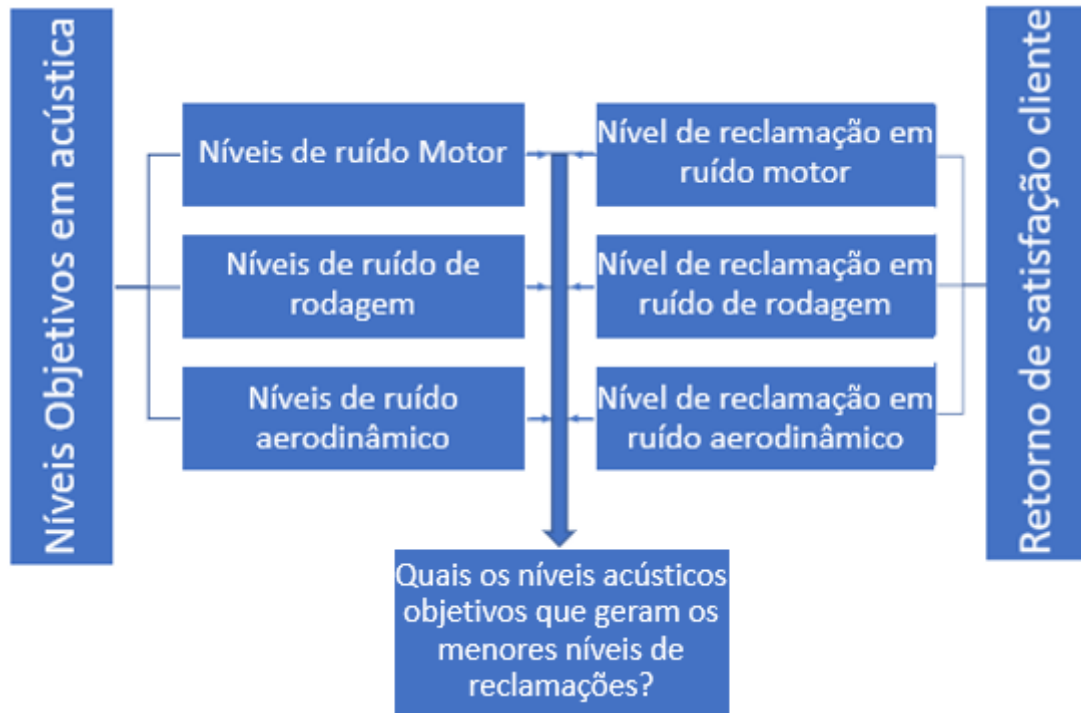 Níveis Objetivos em acústica
Níveis de ruído Motor
Níveis de ruído de
rodagem
Níveis de ruído
aerodinâmico
Nível de reclamação em
ruído motor
Nível de reclamação em
ruído de rodagem
Nível de reclamação em
ruído aerodinâmico
Retorno de satisfação cliente
Quais os níveis acústicos
objetivos que geram os
menores níveis de
reclamações?